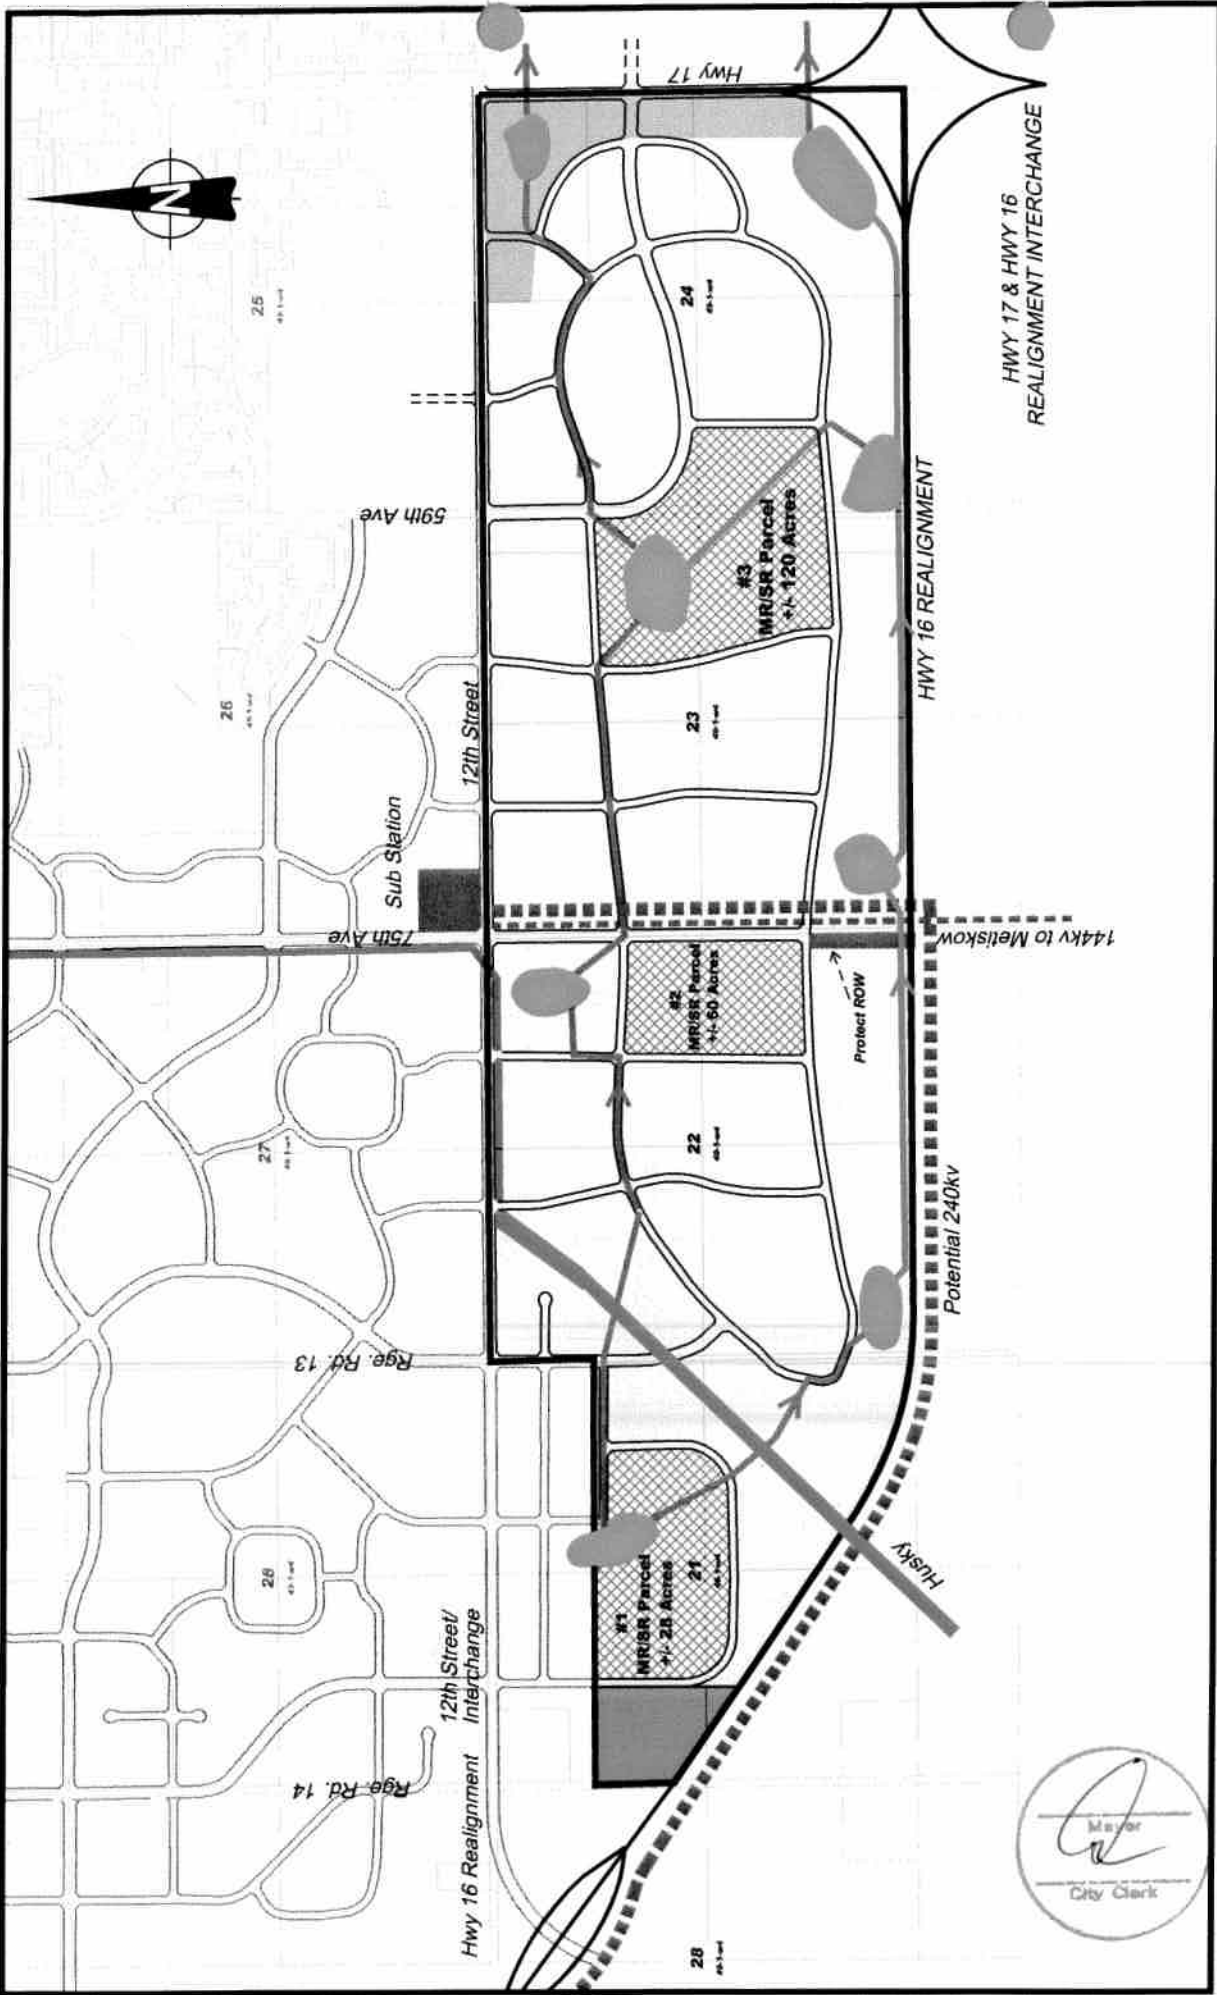 N
25
Hwy 17
HWY 17 & HWY 16
REALIGNMENT INTERCHANGE
24
59th Ave
#3
MR/SR Parcel
+/- 120 Acres
HWY 16 REALIGNMENT
26
12th Street
23
Sub Station
75th Ave
144kv to Metiskow
#2
MR/SR Parcel
+/- 60 Acres
Protect ROW
27
22
Potential 240kv
Rge. Rd. 13
28
#1
MR/SR Parcel
+/- 28 Acres
21
Husky
12th Street/
Hwy 16 Realignment Interchange
Rge. Rd. 14
28
Mayor
City Clerk